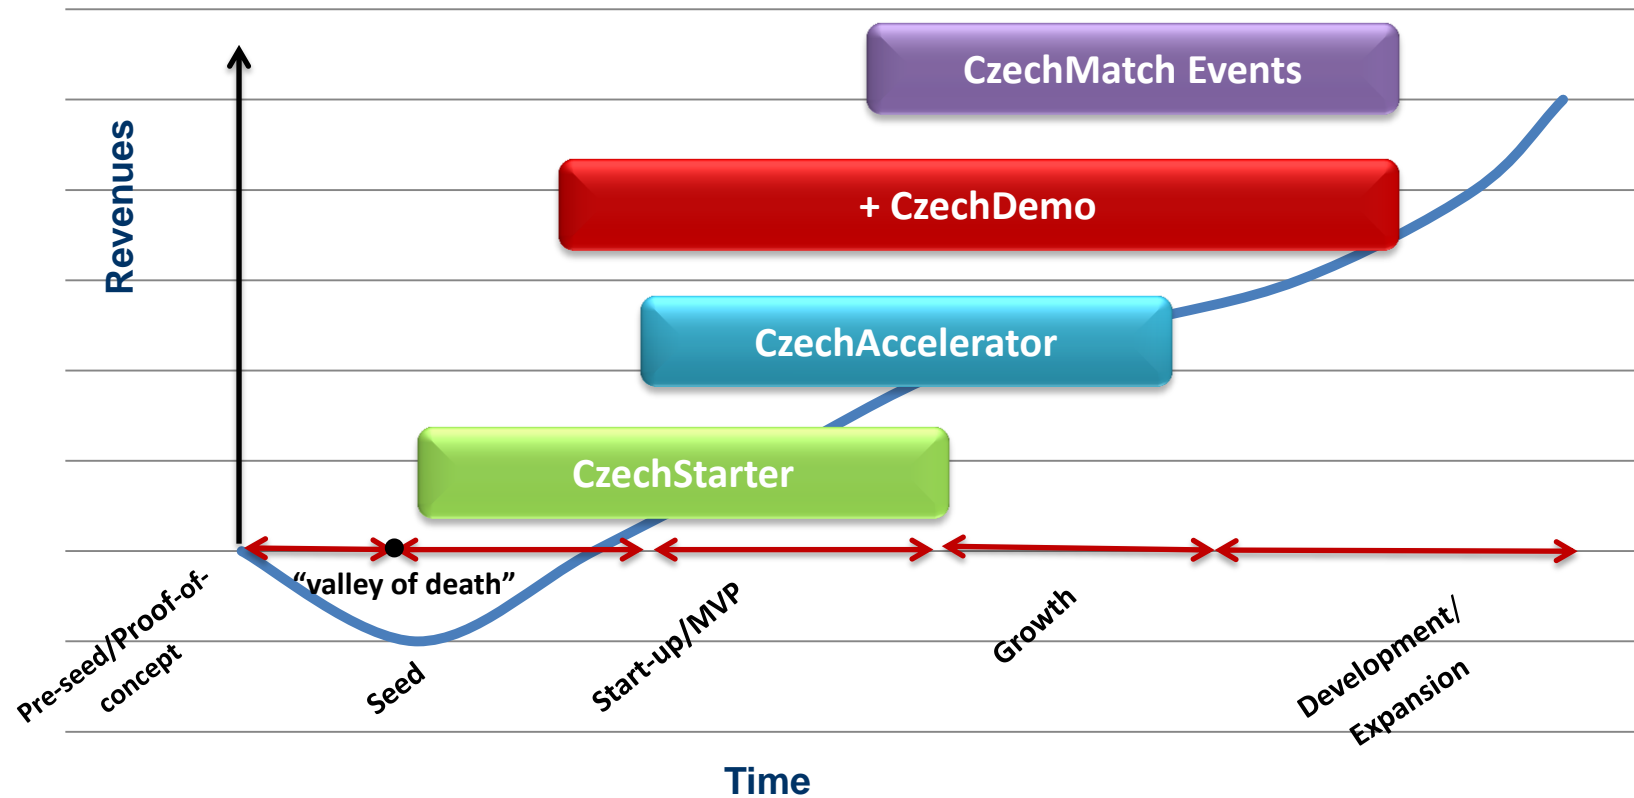 CzechMatch Events
Revenues
+ CzechDemo
CzechAccelerator
CzechStarter
“valley of death”
Pre-seed/Proof-of-
concept
Seed
Start-up/MVP
Growth
Development/
Expansion
Time